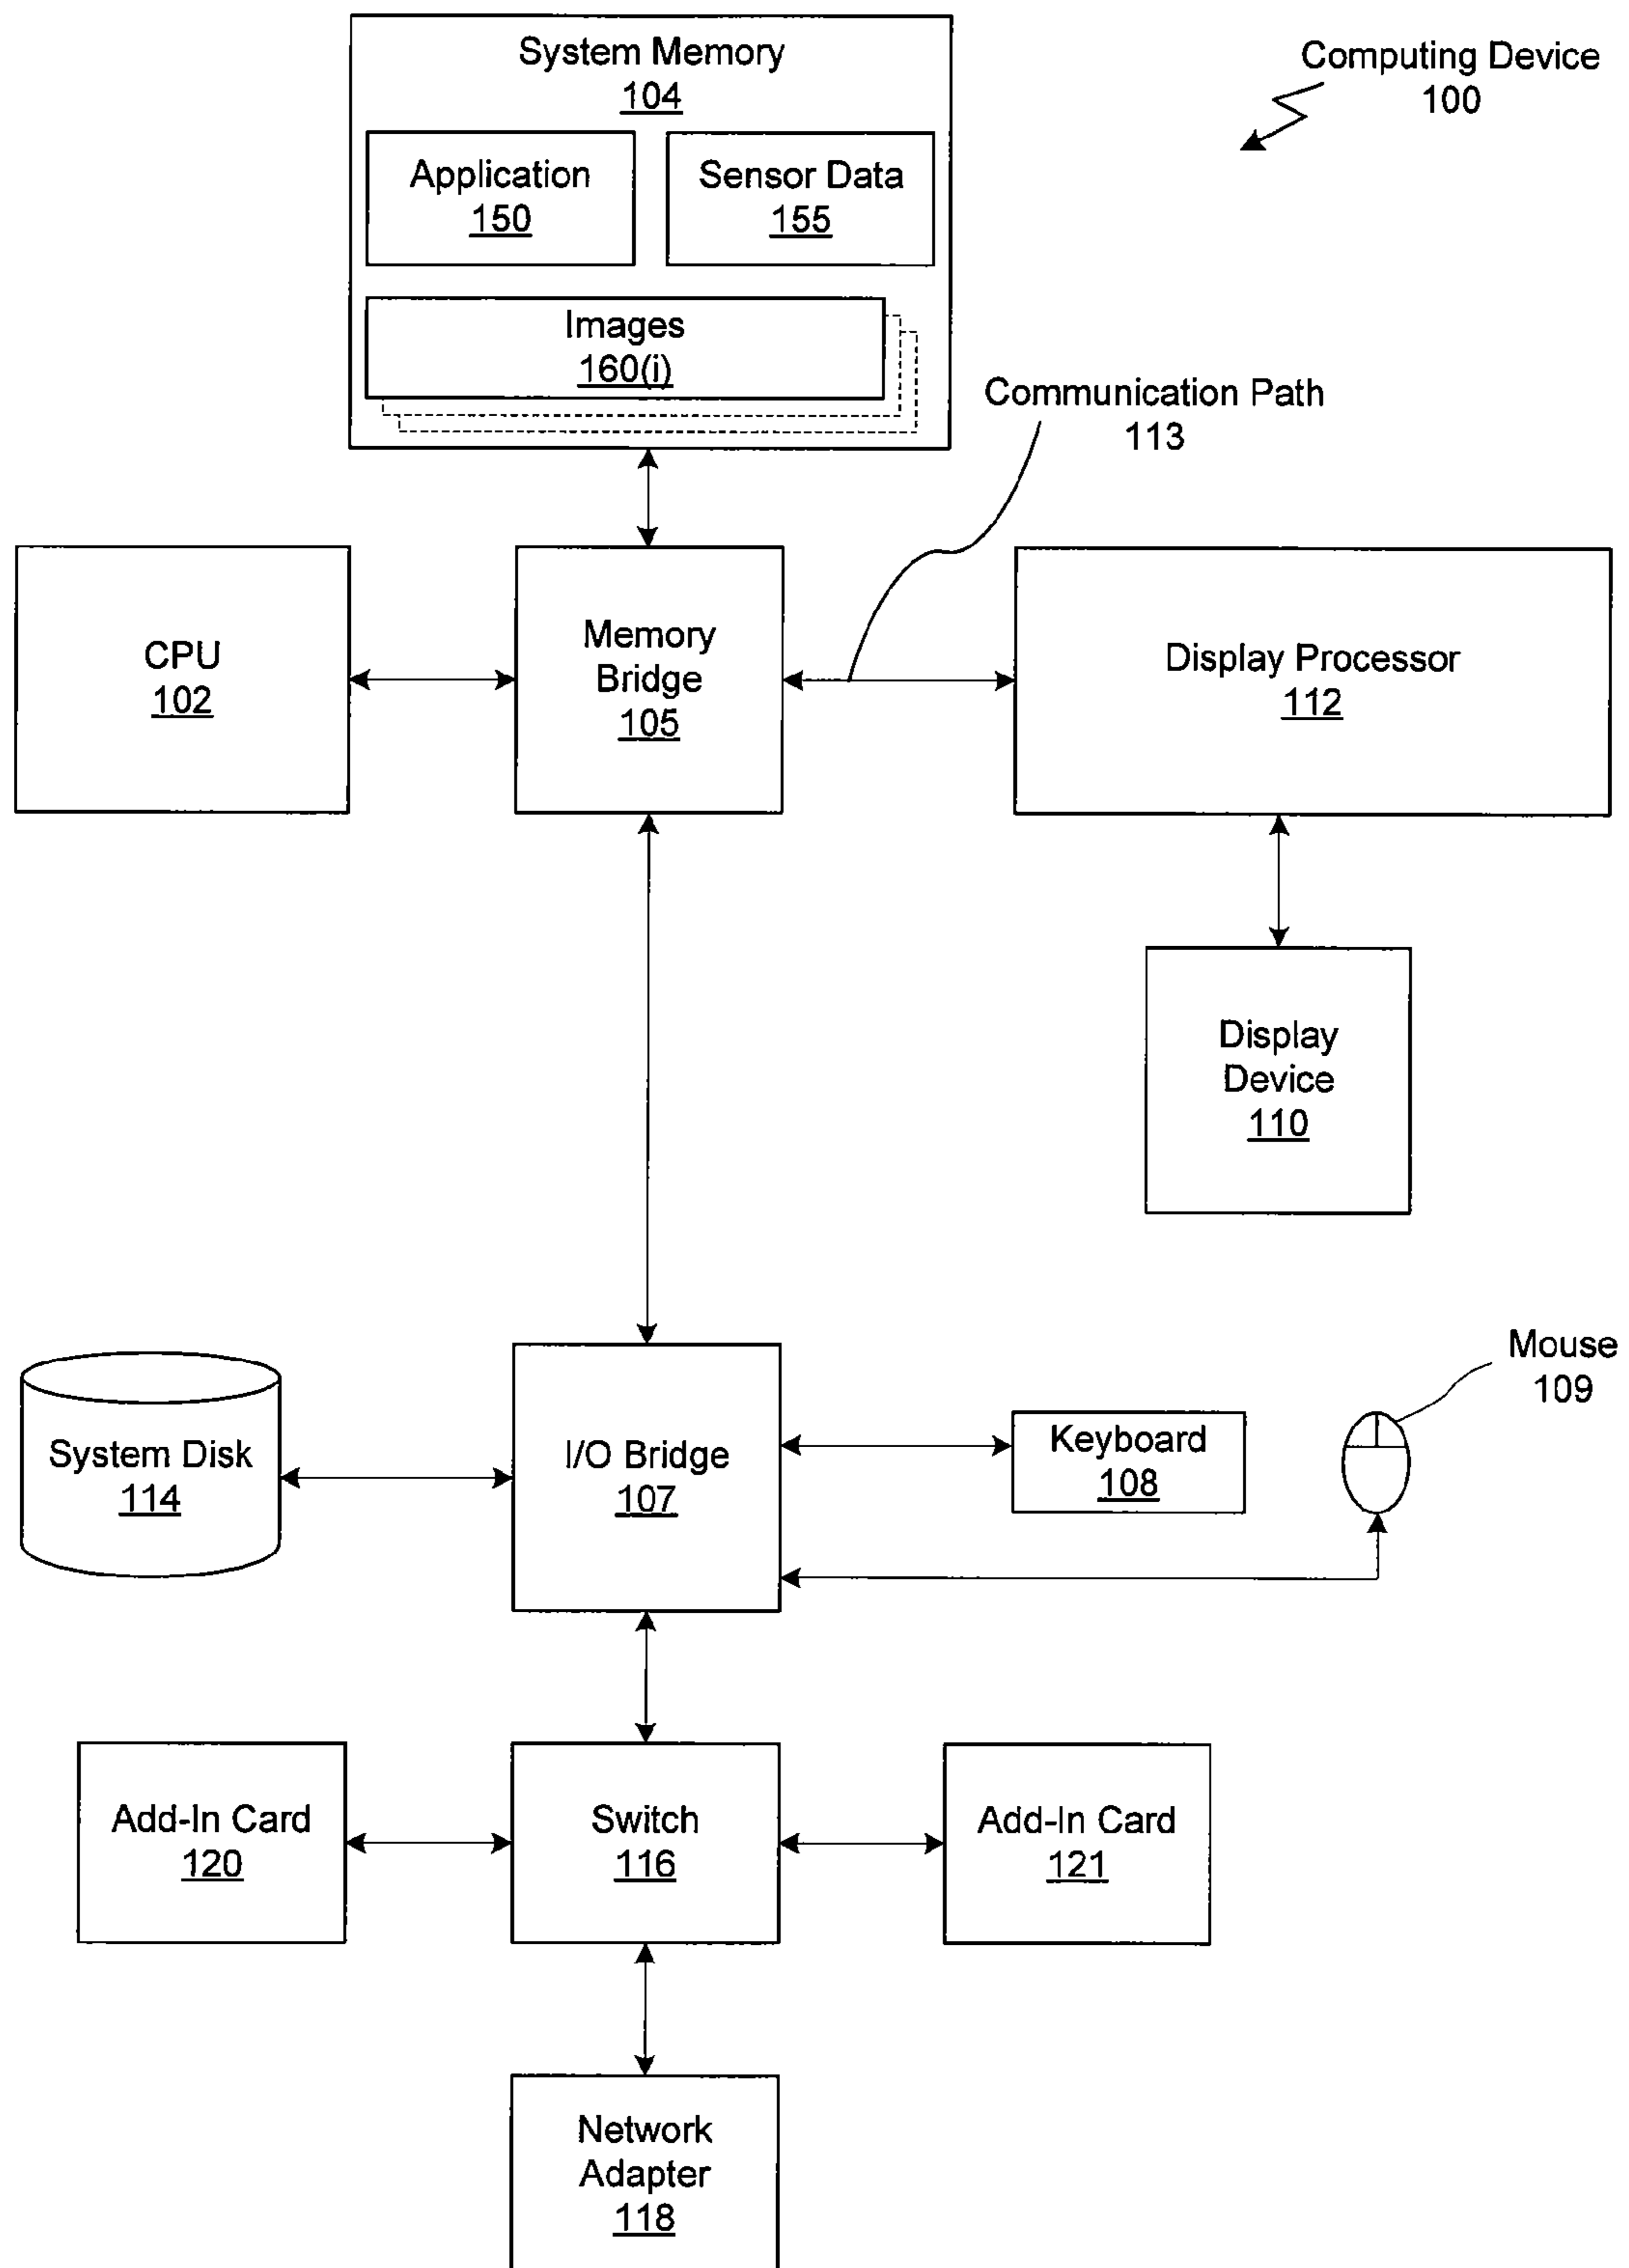 System Memory
104
Computing Device
100
Application
150
Sensor Data
155
Images
160(i)
Communication Path
113
CPU
102
Memory
Bridge
105
Display Processor
112
Display
Device
110
Mouse
109
System Disk
114
I/O Bridge
107
Keyboard
108
Add-In Card
120
Switch
116
Add-In Card
121
Network
Adapter
118